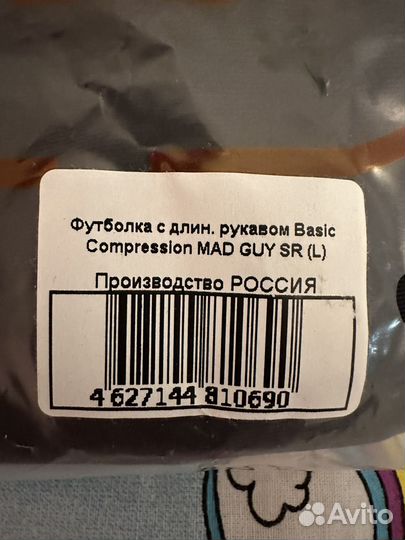 Футболка с длин. рукавом Basic
Compression MAD GUY SR (L)
Производство РОССИЯ
4 627144 810690
Avito